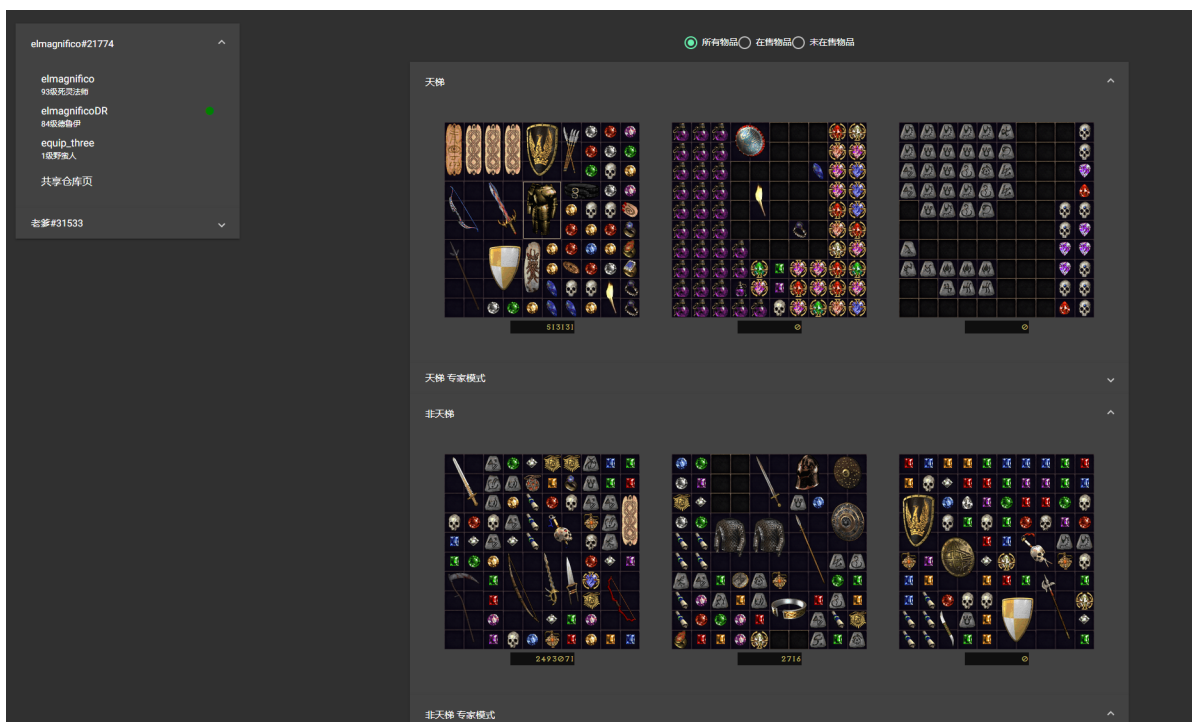 elmagnifico#21774
elmagnifico
93级死灵法师
elmagnificoDR
84级德鲁伊
equip_three
1级野蛮人
共享仓库页
老爹#31533
所有物品 在售物品 未在售物品
天梯
513131 0 0
天梯 专家模式
非天梯
2493071 2716 0
非天梯 专家模式